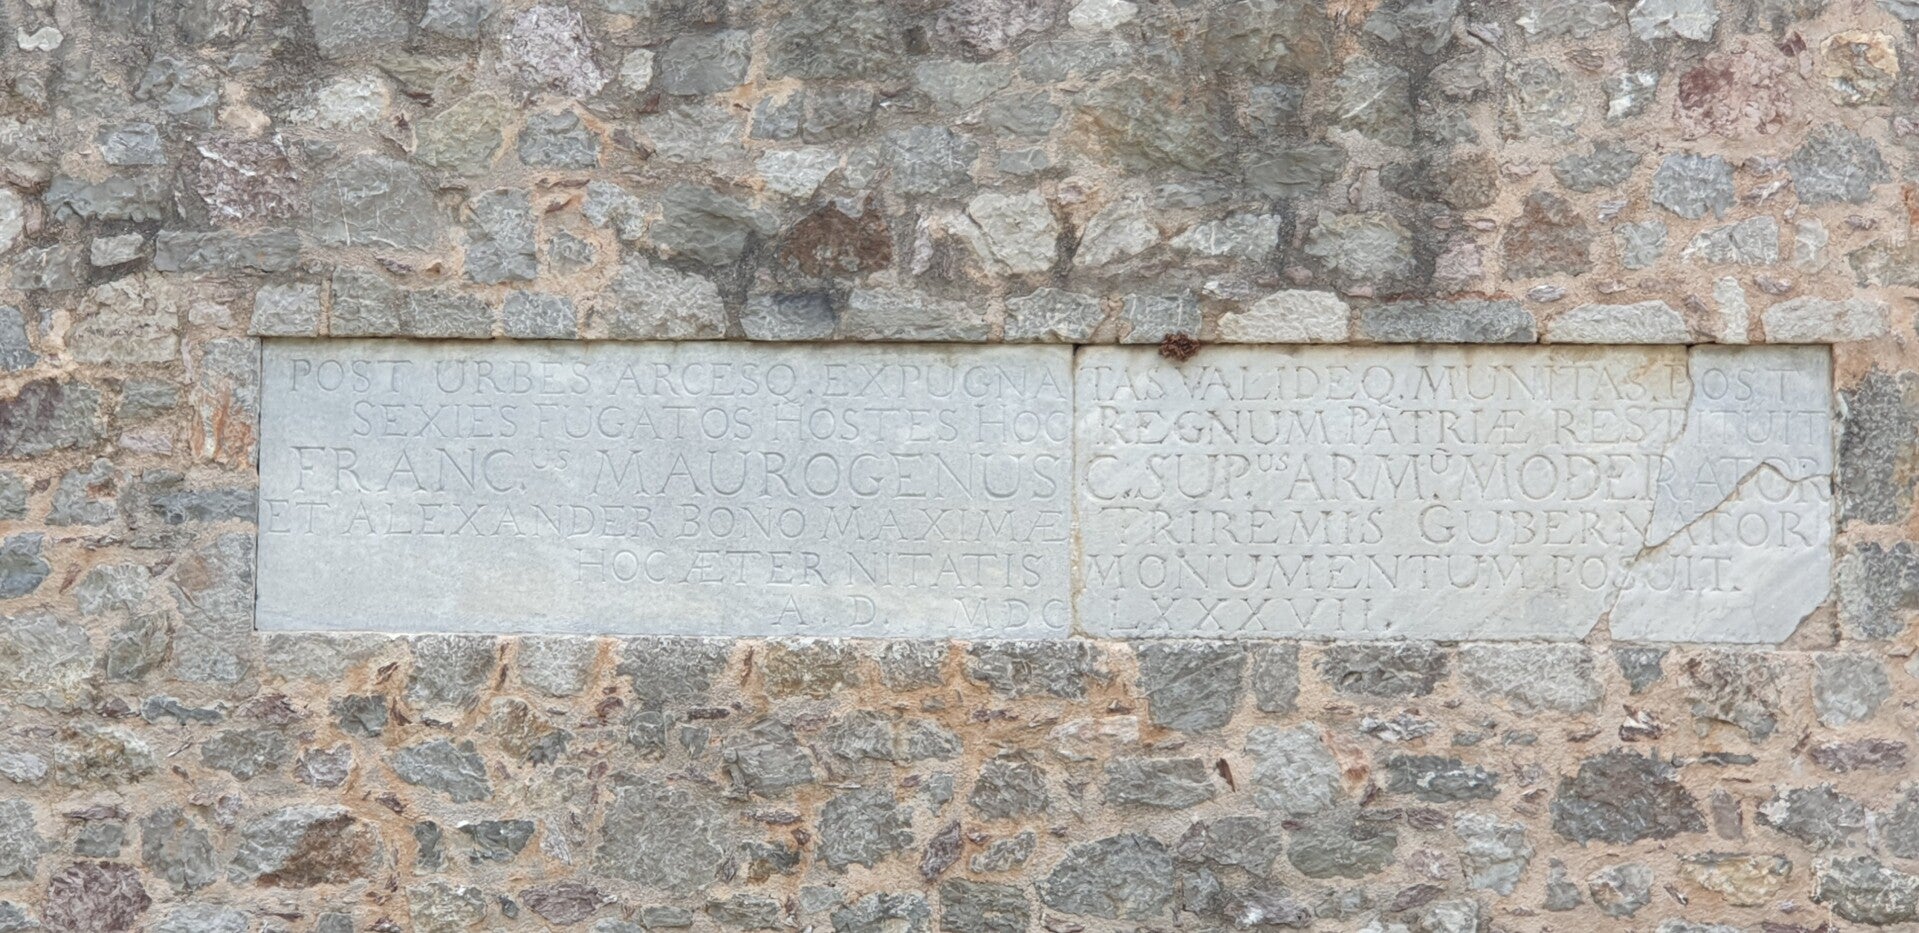 POST URBES ARCESQ. EXPUGNATAS VALIDEQ. MUNITAS. POST
SEXIES FUGATOS HOSTES HOC REGNUM PATRIÆ RESTITUIT
FRANC.US MAUROGENUS C. SUP.US ARM.U MODERATOR
ET ALEXANDER BONO MAXIMÆ TRIREMIS GUBERNATOR
HOC ÆTERNITATIS MONUMENTUM POSUIT.
A. D. MDCLXXXVII.